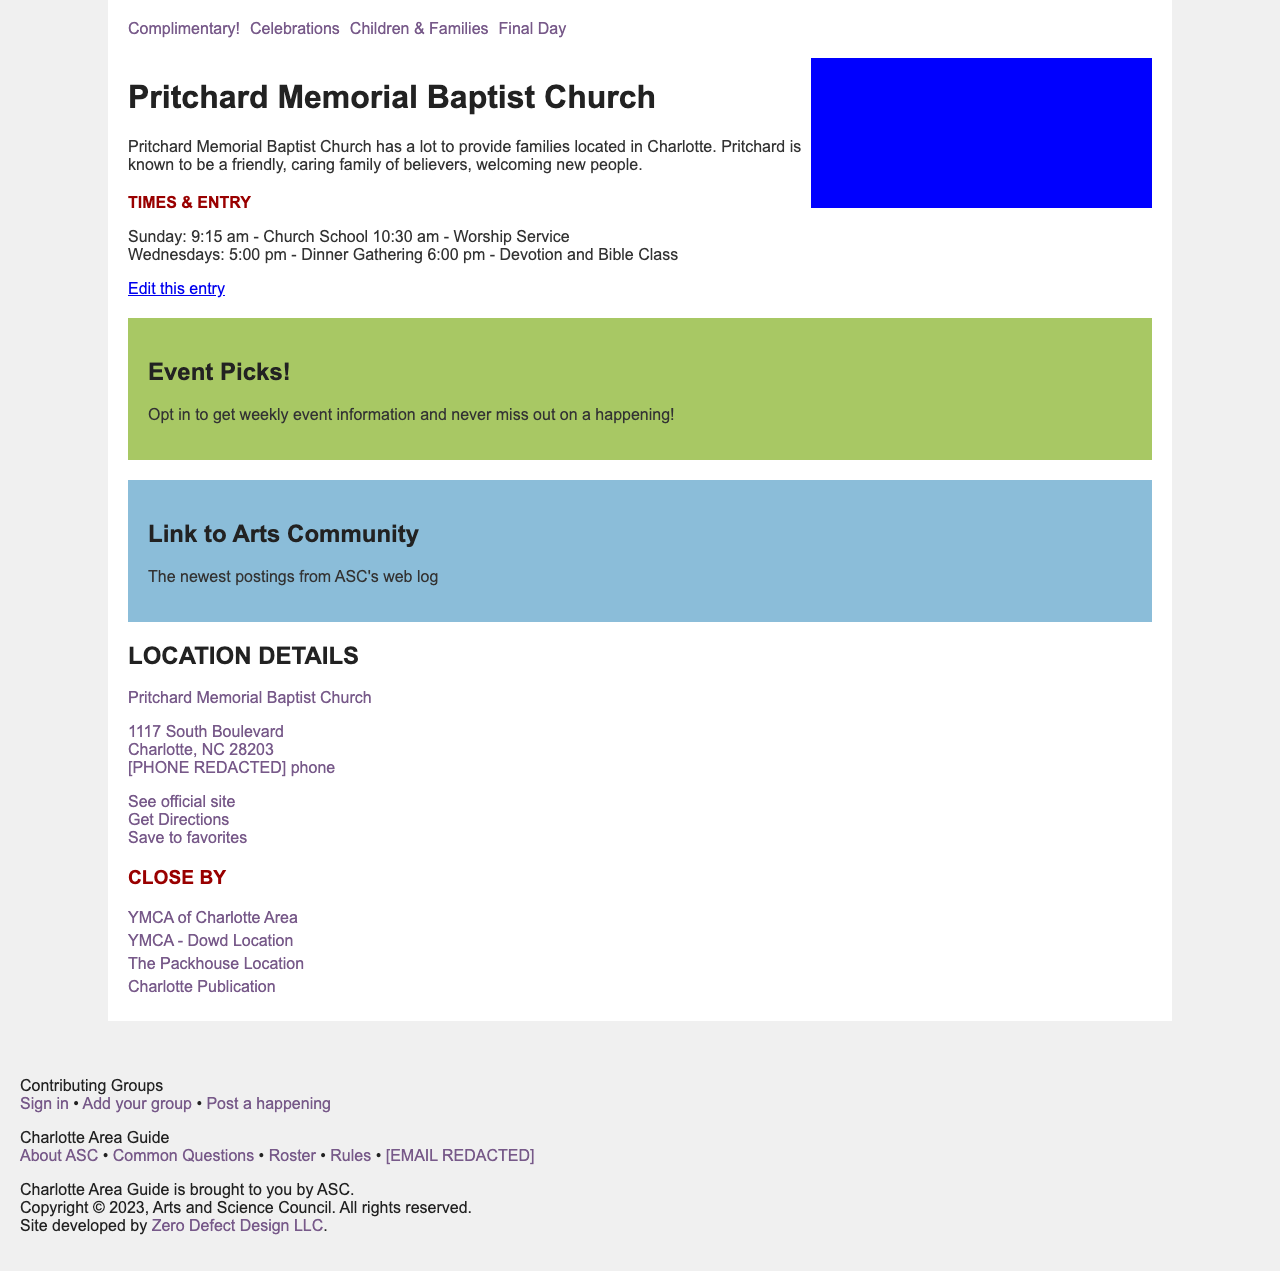 Complimentary! Celebrations Children & Families Final Day
Pritchard Memorial Baptist Church
Pritchard Memorial Baptist Church has a lot to provide families located in Charlotte. Pritchard is
known to be a friendly, caring family of believers, welcoming new people.
TIMES & ENTRY
Sunday: 9:15 am - Church School 10:30 am - Worship Service
Wednesdays: 5:00 pm - Dinner Gathering 6:00 pm - Devotion and Bible Class
Edit this entry
Event Picks!
Opt in to get weekly event information and never miss out on a happening!
Link to Arts Community
The newest postings from ASC's web log
LOCATION DETAILS
Pritchard Memorial Baptist Church
1117 South Boulevard
Charlotte, NC 28203
[PHONE REDACTED] phone
See official site
Get Directions
Save to favorites
CLOSE BY
YMCA of Charlotte Area
YMCA - Dowd Location
The Packhouse Location
Charlotte Publication
Contributing Groups
Sign in • Add your group • Post a happening
Charlotte Area Guide
About ASC • Common Questions • Roster • Rules • [EMAIL REDACTED]
Charlotte Area Guide is brought to you by ASC.
Copyright © 2023, Arts and Science Council. All rights reserved.
Site developed by Zero Defect Design LLC.